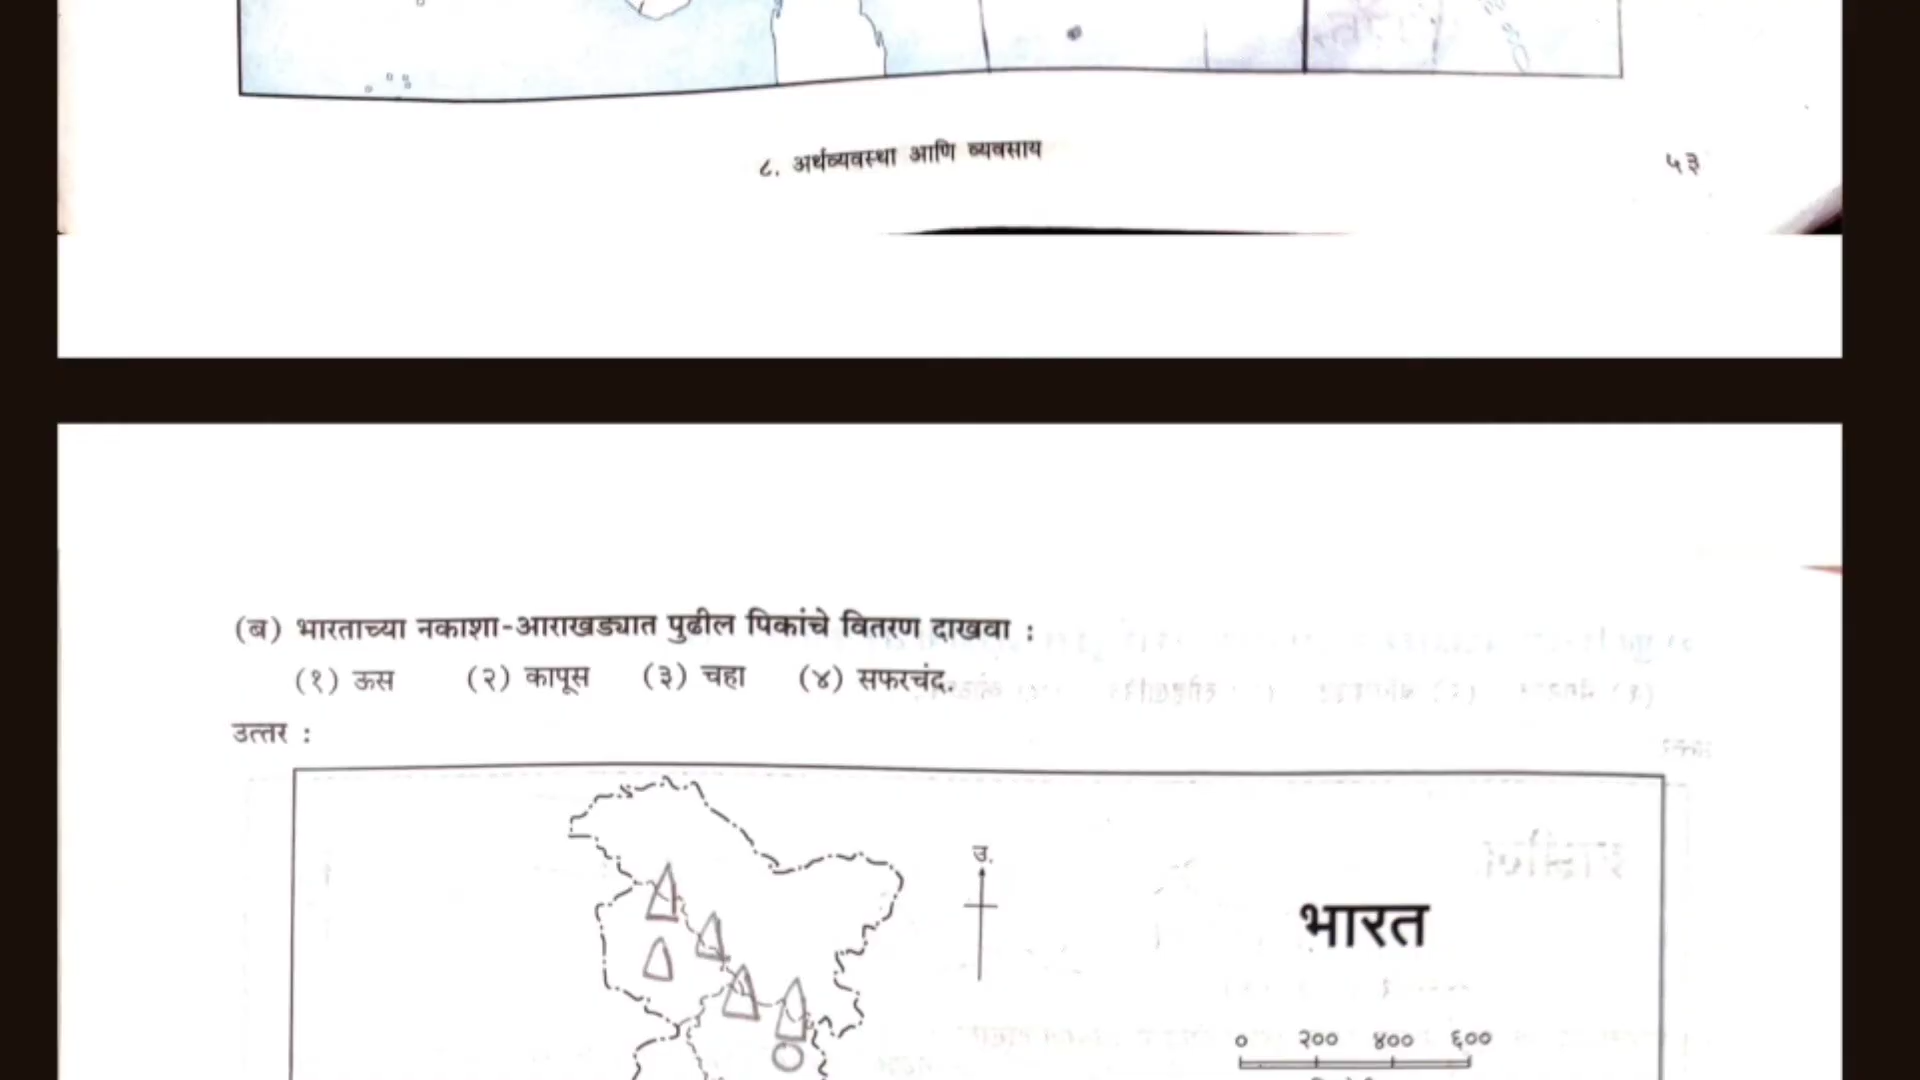 ८. अर्थव्यवस्था आणि व्यवसाय
५३
(ब) भारताच्या नकाशा-आराखड्यात पुढील पिकांचे वितरण दाखवा :
(१) ऊस (२) कापूस (३) चहा (४) सफरचंद.
उत्तर :
उ.
भारत
० २०० ४०० ६००